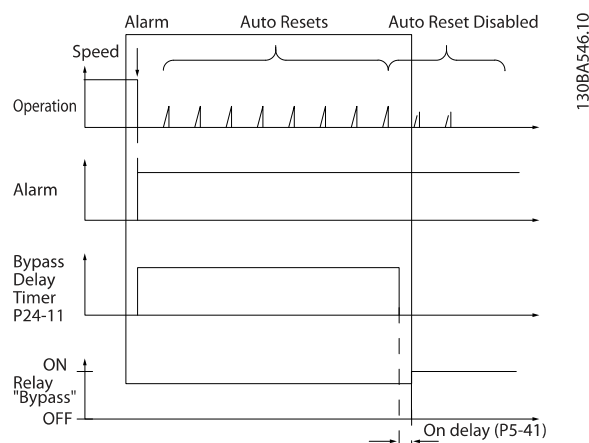 Alarm
Auto Resets
Auto Reset Disabled
Speed
Operation
Alarm
Bypass
Delay
Timer
P24-11
ON
Relay
"Bypass"
OFF
On delay (P5-41)
130BA546.10